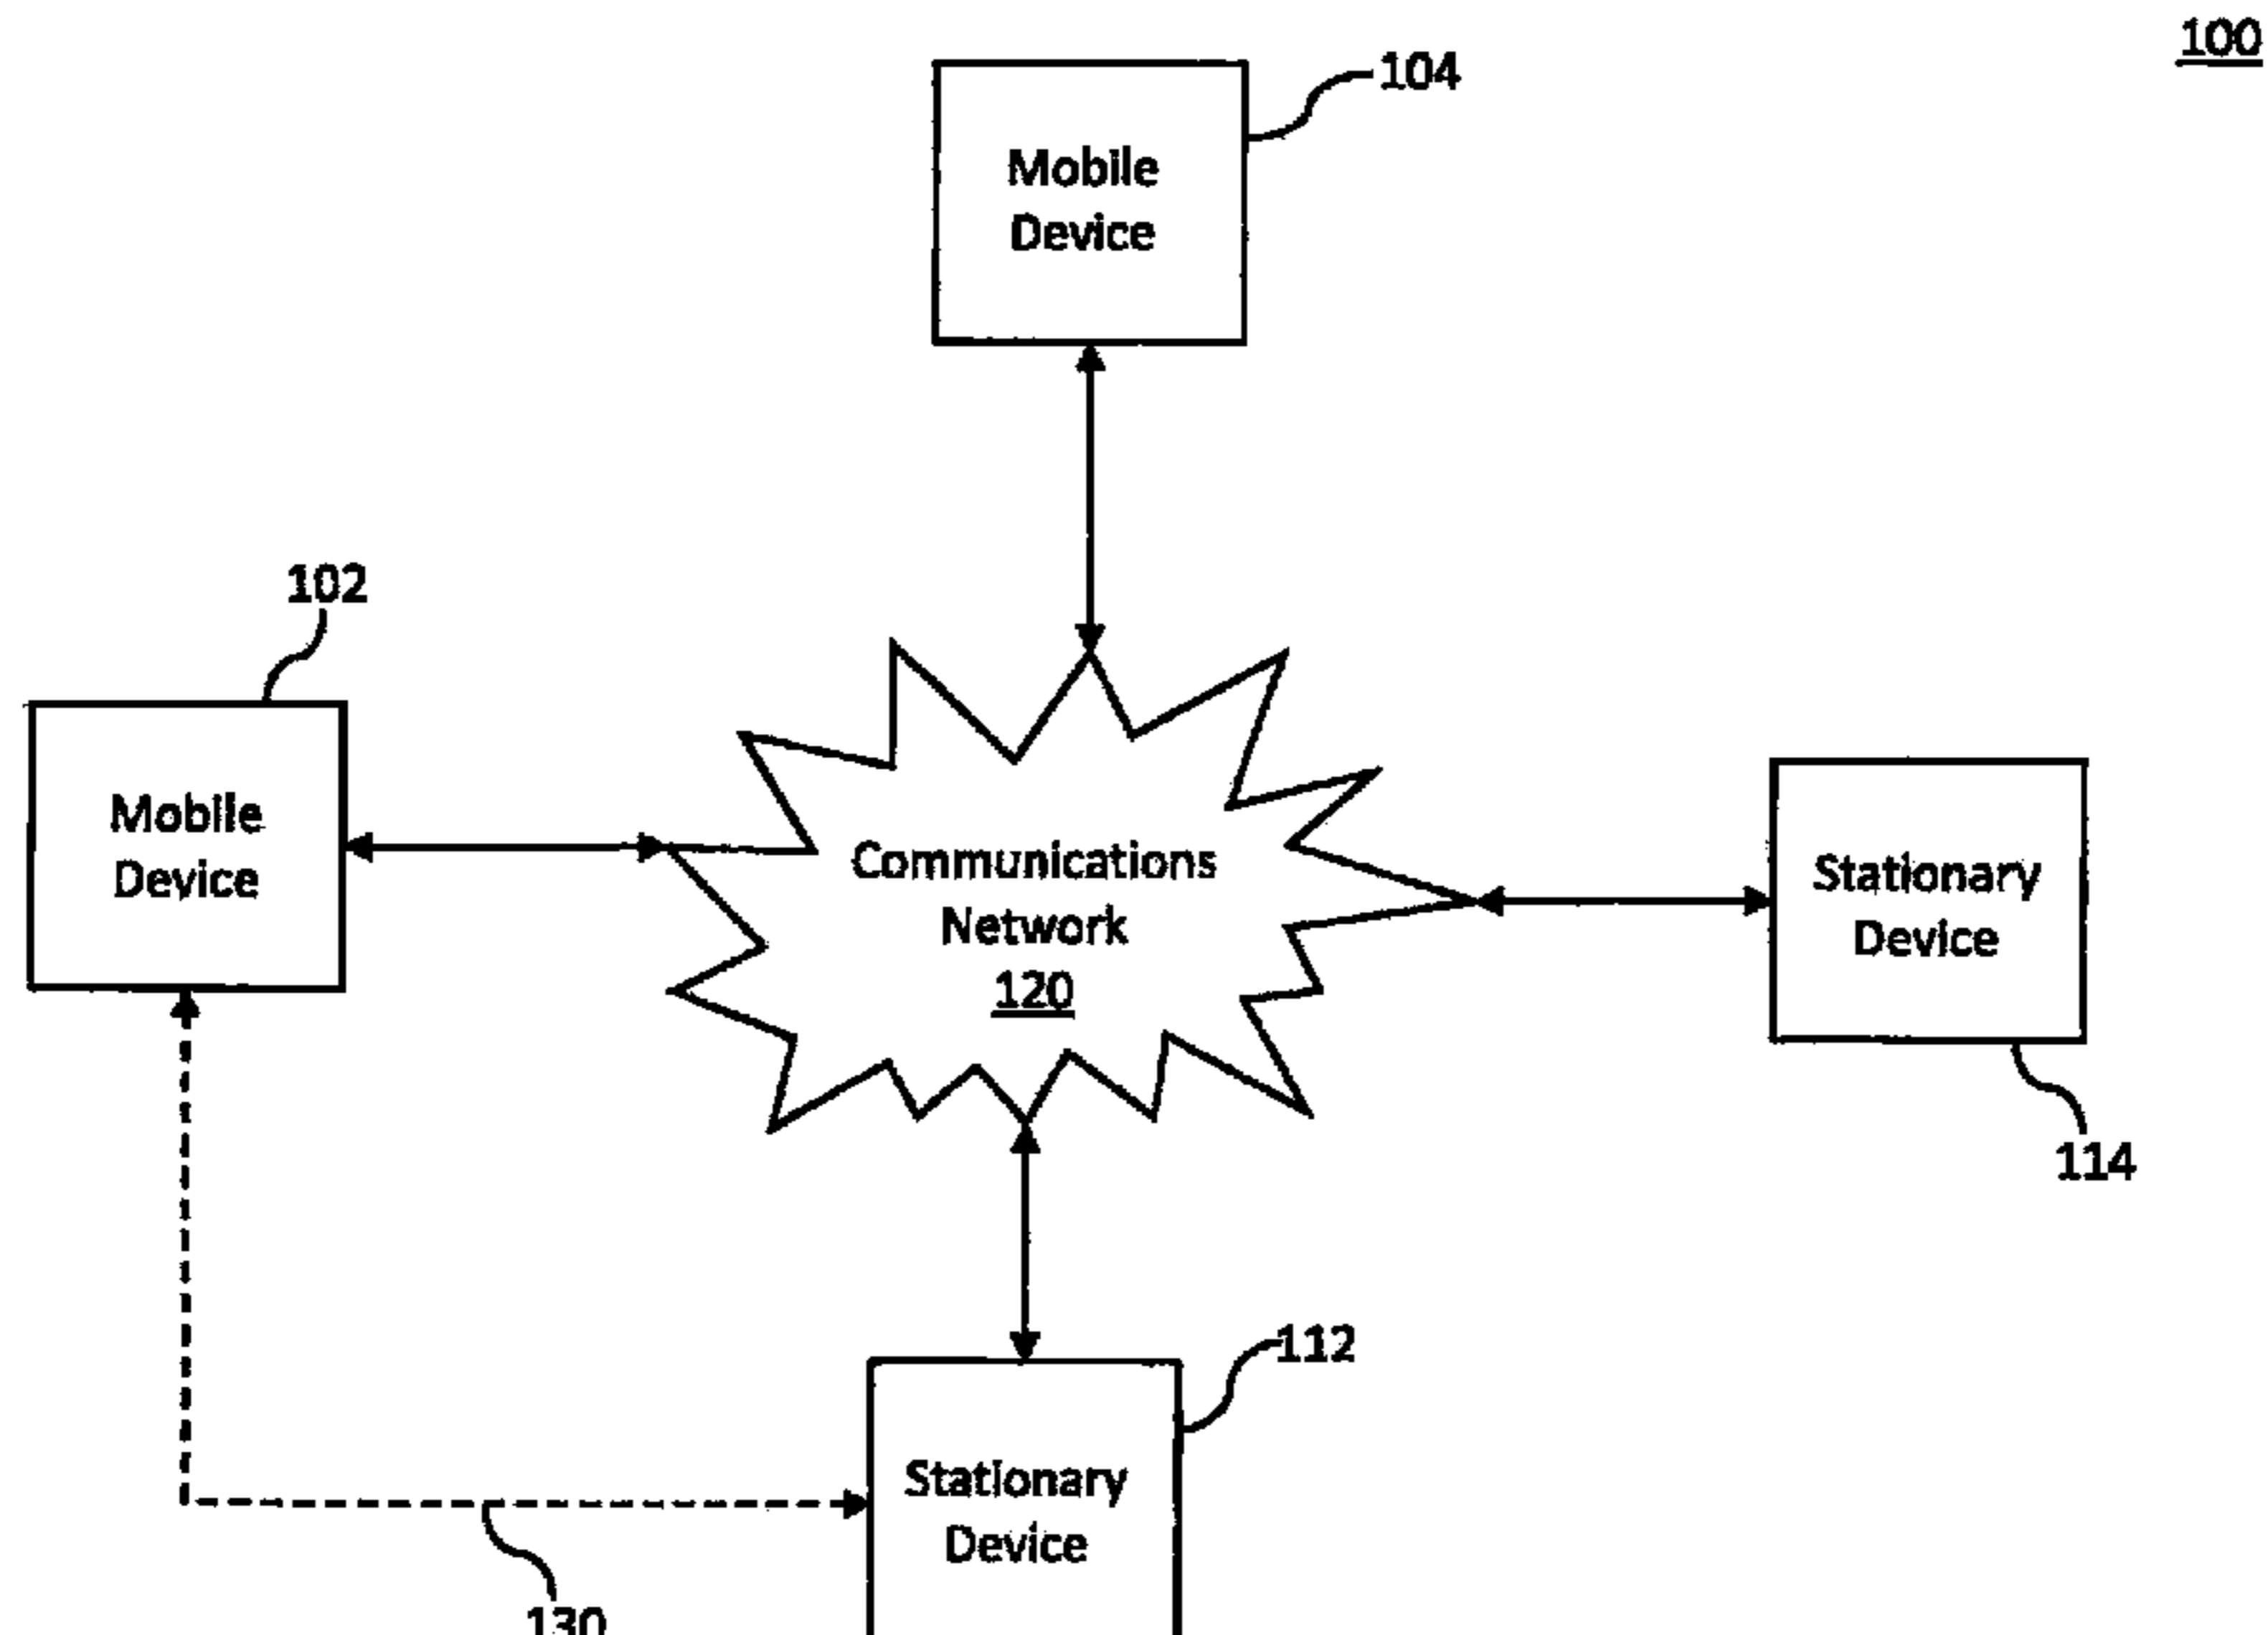 100
104
Mobile
Device
102
Mobile
Device
Communications
Network
120
Stationary
Device
114
112
Stationary
Device
130